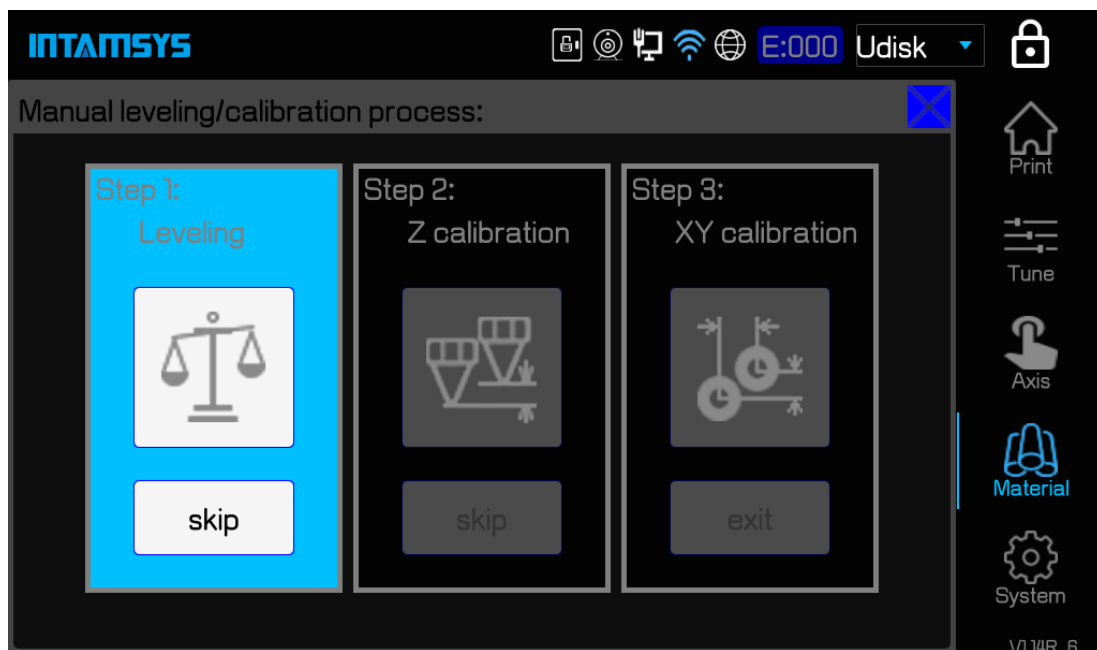 INTAMSYS
E:000 Udisk
Manual leveling/calibration process:
Step 1:
Leveling
skip
Step 2:
Z calibration
skip
Step 3:
XY calibration
exit
Print
Tune
Axis
Material
System